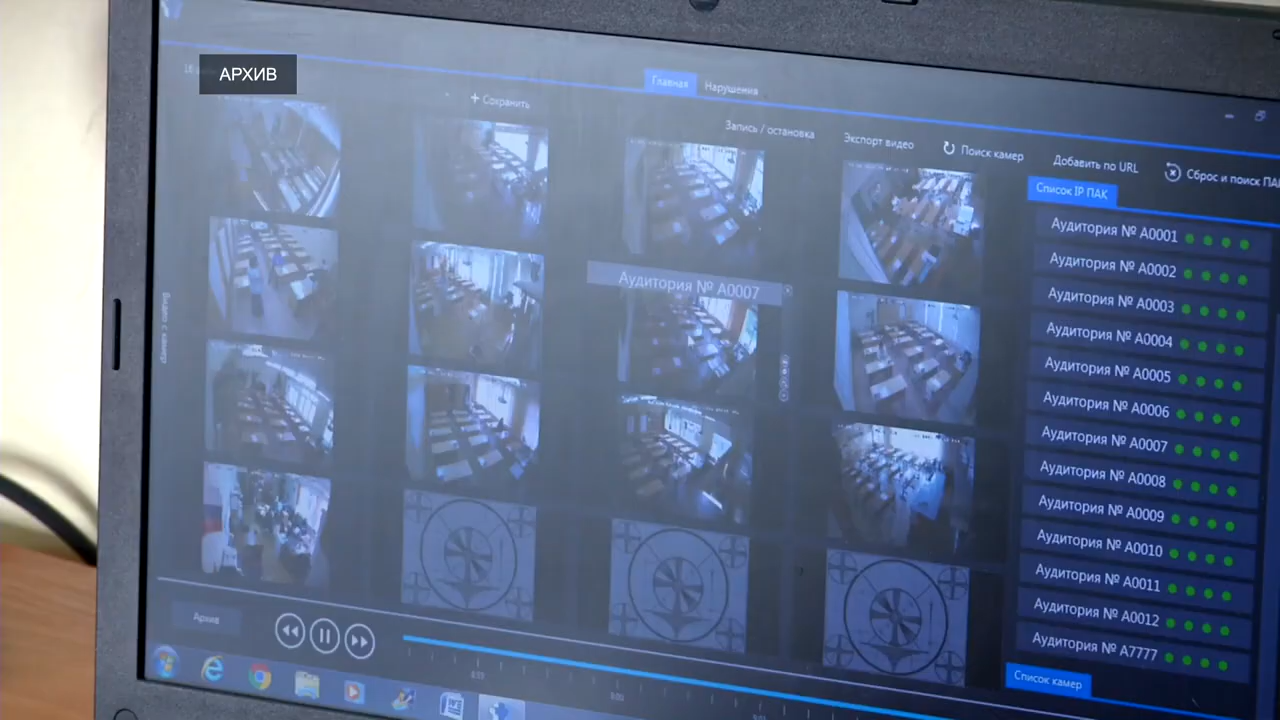 АРХИВ
Главная
Нарушения
+ Сохранить
Запись / остановка
Экспорт видео
Поиск камер
Добавить по URL
Сброс и поиск ПАК
Список IP ПАК
Аудитория № А0001
Аудитория № А0002
Аудитория № А0003
Аудитория № А0004
Аудитория № А0005
Аудитория № А0006
Аудитория № А0007
Аудитория № А0008
Аудитория № А0009
Аудитория № А0010
Аудитория № А0011
Аудитория № А0012
Аудитория № А7777
Список камер
Аудитория № А0007
Видео с камер
Архив